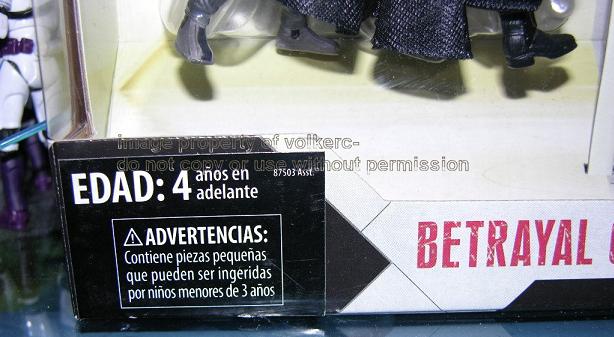 image property of volkerc-
do not copy or use without permission
EDAD: 4 años en
adelante
87503 Asst.
⚠ ADVERTENCIAS:
Contiene piezas pequeñas
que pueden ser ingeridas
por niños menores de 3 años
BETRAYAL